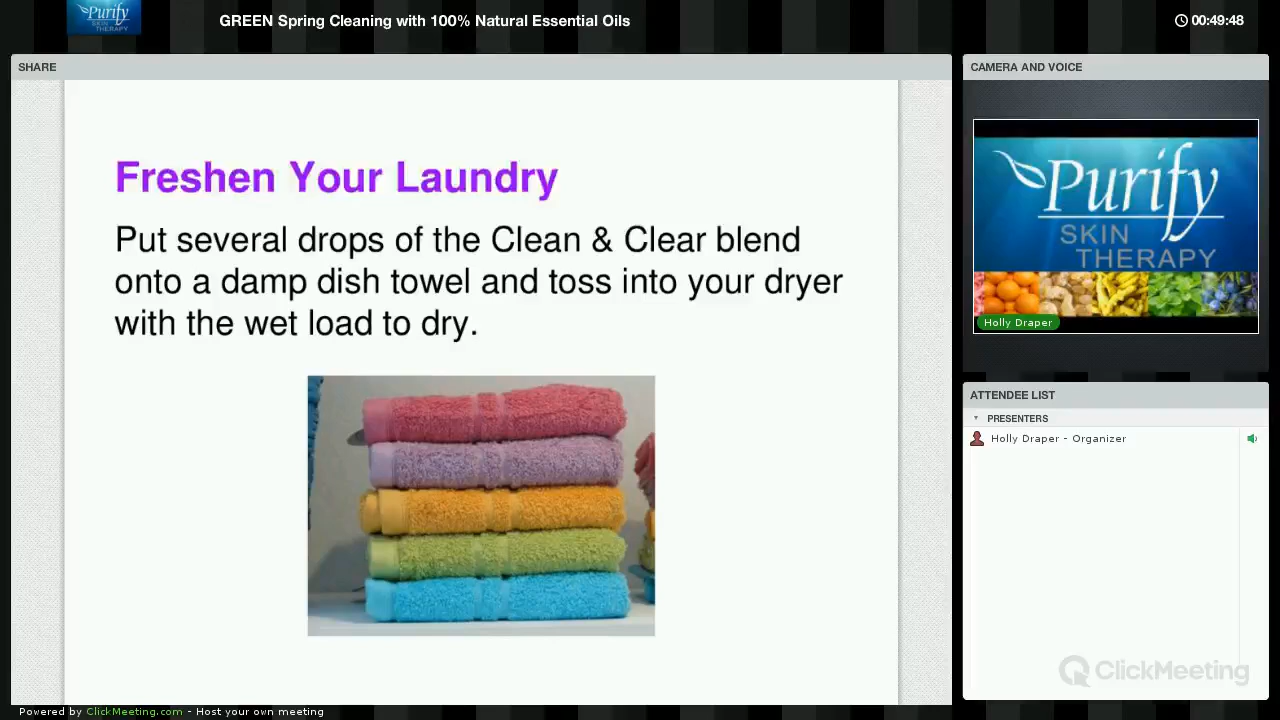 Purify
SKIN
THERAPY
GREEN Spring Cleaning with 100% Natural Essential Oils
00:49:48
SHARE
Freshen Your Laundry
Put several drops of the Clean & Clear blend
onto a damp dish towel and toss into your dryer
with the wet load to dry.
CAMERA AND VOICE
Purify
SKIN
THERAPY
Holly Draper
ATTENDEE LIST
PRESENTERS
Holly Draper - Organizer
ClickMeeting
Powered by ClickMeeting.com - Host your own meeting